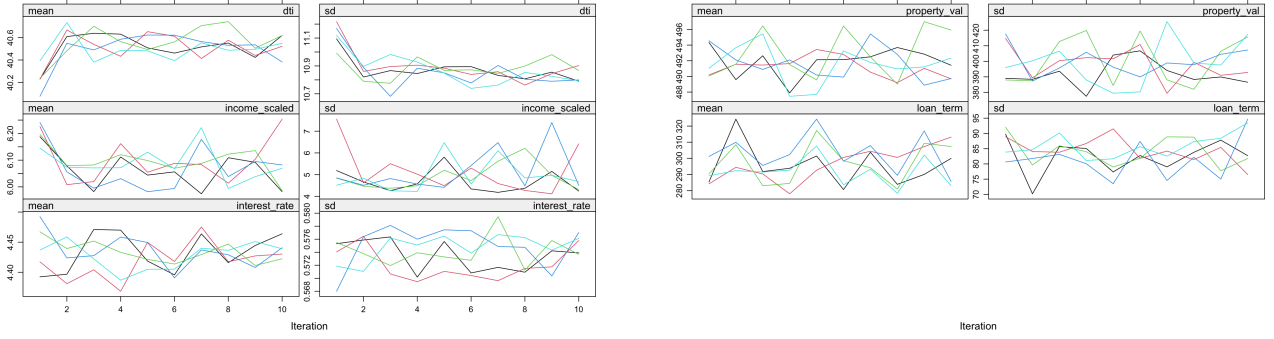 mean dti
sd dti
40.2 40.4 40.6
10.7 10.9 11.1
mean income_scaled
sd income_scaled
6.00 6.10 6.20
4 5 6 7
mean interest_rate
sd interest_rate
4.40 4.45
0.568 0.572 0.576 0.580
2 4 6 8 10
2 4 6 8 10
Iteration
mean property_val
sd property_val
488 490 492 494 496
380 390 400 410 420
mean loan_term
sd loan_term
280 290 300 310 320
70 75 80 85 90 95
Iteration